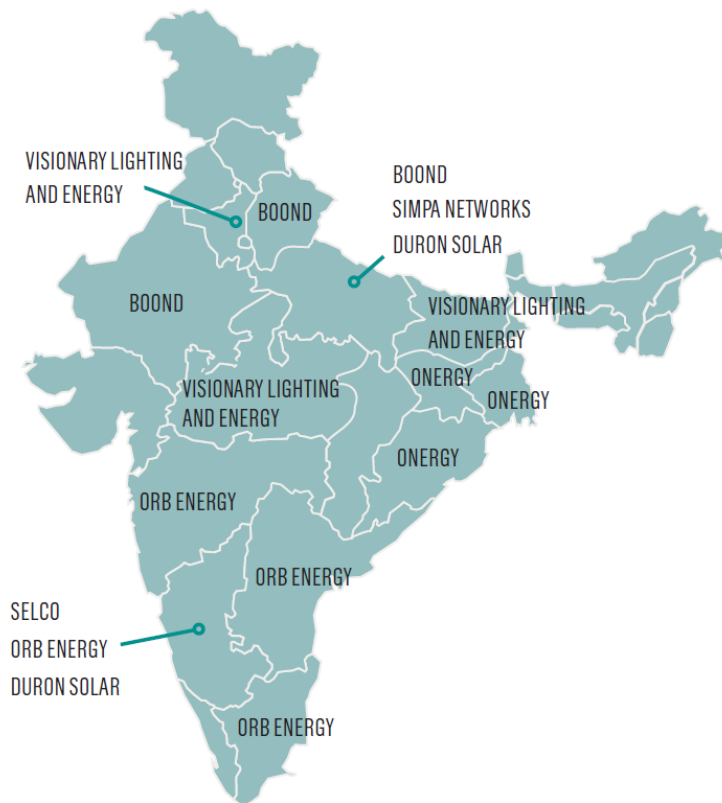 VISIONARY LIGHTING
AND ENERGY
BOOND
SIMPA NETWORKS
DURON SOLAR
BOOND
BOOND
VISIONARY LIGHTING
AND ENERGY
ONERGY
ONERGY
VISIONARY LIGHTING
AND ENERGY
ONERGY
ORB ENERGY
ORB ENERGY
SELCO
ORB ENERGY
DURON SOLAR
ORB ENERGY